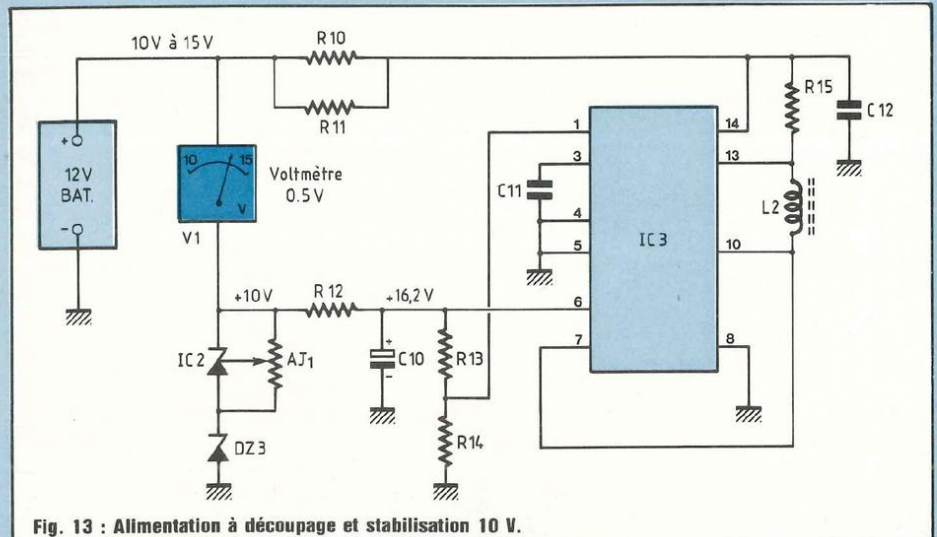 10V à 15V
R10
R11
R15
C12
+
12V
BAT.
-
10 15
V
Voltmètre
0.5V
V1
1
3
4
5
6
7
14
13
10
8
C11
IC3
L2
+10V
R12
+16,2V
IC2
AJ1
+
C10
-
R13
R14
DZ3
Fig. 13 : Alimentation à découpage et stabilisation 10 V.